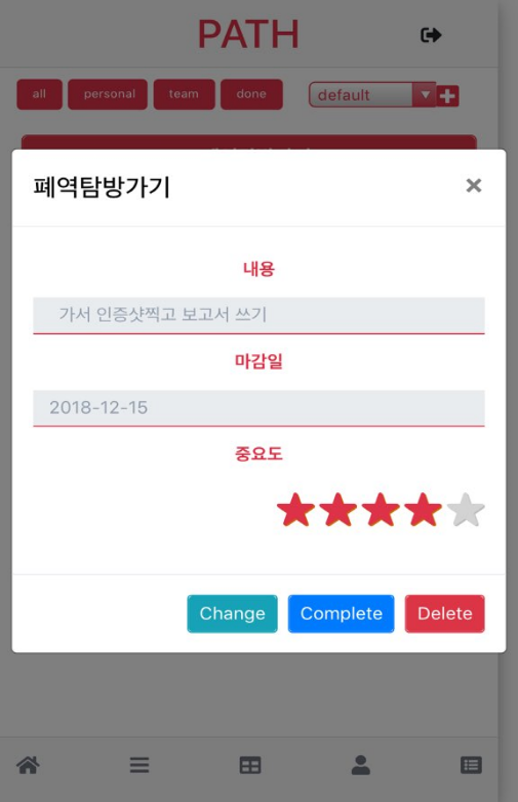 PATH
all personal team done default
폐역탐방가기 ×
내용
가서 인증샷찍고 보고서 쓰기
마감일
2018-12-15
중요도
Change Complete Delete